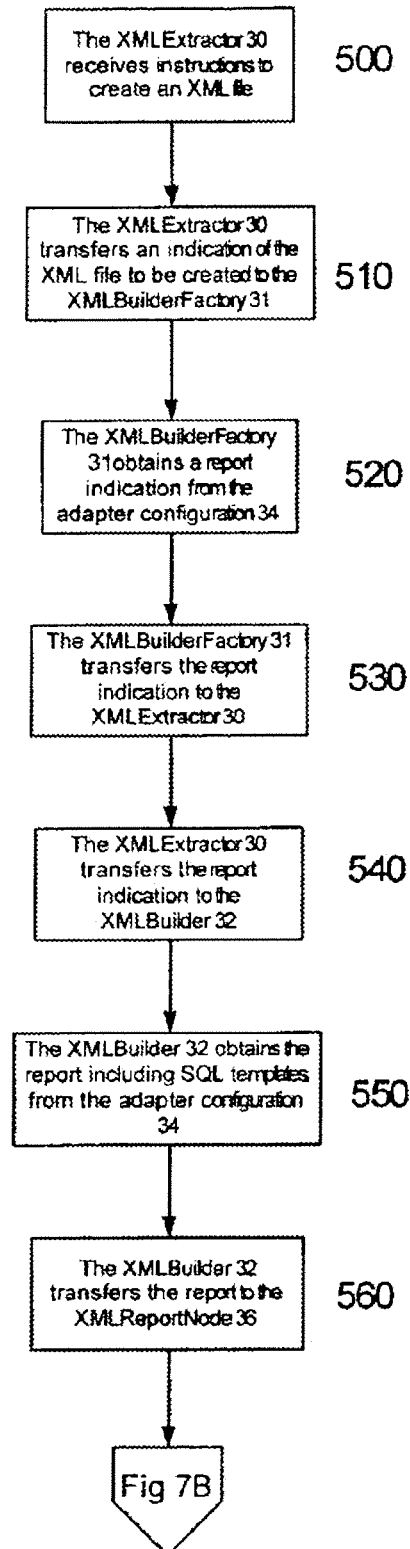 The XMLExtractor 30
receives instructions to
create an XML file
500
The XMLExtractor 30
transfers an indication of the
XML file to be created to the
XMLBuilderFactory 31
510
The XMLBuilderFactory
31 obtains a report
indication from the
adapter configuration 34
520
The XMLBuilderFactory 31
transfers the report
indication to the
XMLExtractor 30
530
The XMLExtractor 30
transfers the report
indication to the
XMLBuilder 32
540
The XMLBuilder 32 obtains the
report including SQL templates
from the adapter configuration
34
550
The XMLBuilder 32
transfers the report to the
XMLReportNode 36
560
Fig 7B